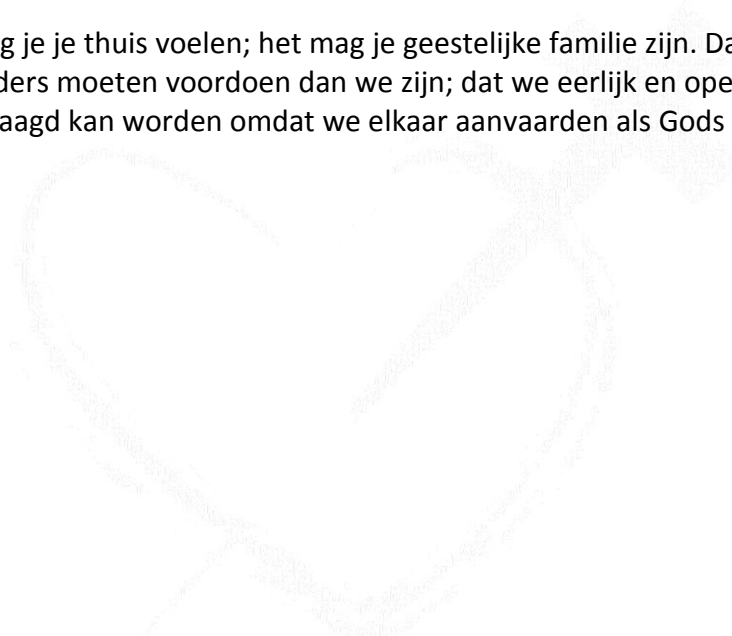 g je je thuis voelen; het mag je geestelijke familie zijn. Da
ders moeten voordoen dan we zijn; dat we eerlijk en ope
aagd kan worden omdat we elkaar aanvaarden als Gods